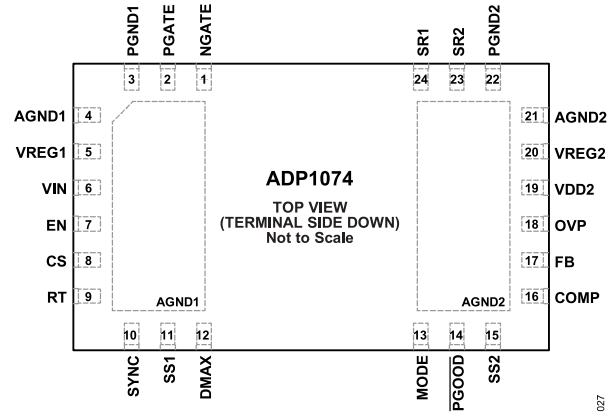 PGND1 PGATE NGATE SR1 SR2 PGND2
3 2 1 24 23 22
AGND1 4 21 AGND2
VREG1 5 20 VREG2
VIN 6 19 VDD2
EN 7 18 OVP
CS 8 17 FB
RT 9 16 COMP
ADP1074
TOP VIEW
(TERMINAL SIDE DOWN)
Not to Scale
AGND1 AGND2
10 11 12 13 14 15
SYNC SS1 DMAX MODE PGOOD SS2
027